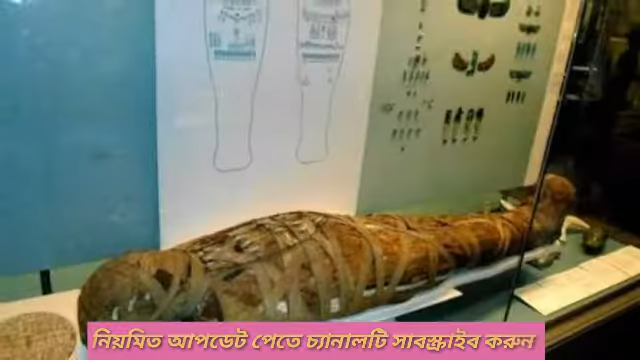 নিয়মিত আপডেট পেতে চ্যানালটি সাবস্ক্রাইব করুন